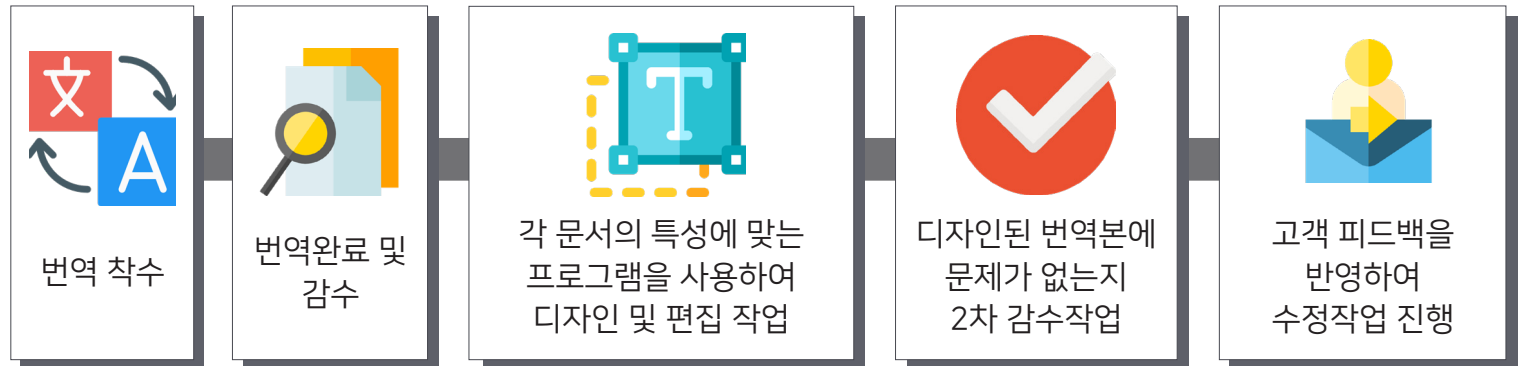 文
A
번역 착수
번역완료 및
감수
T
각 문서의 특성에 맞는
프로그램을 사용하여
디자인 및 편집 작업
디자인된 번역본에
문제가 없는지
2차 감수작업
고객 피드백을
반영하여
수정작업 진행